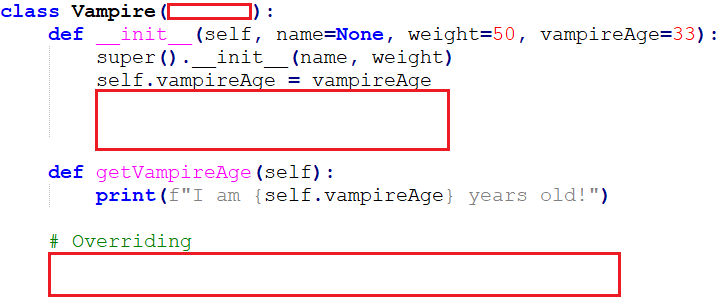 class Vampire( ):
    def __init__(self, name=None, weight=50, vampireAge=33):
        super().__init__(name, weight)
        self.vampireAge = vampireAge
    def getVampireAge(self):
        print(f"I am {self.vampireAge} years old!")
    # Overriding